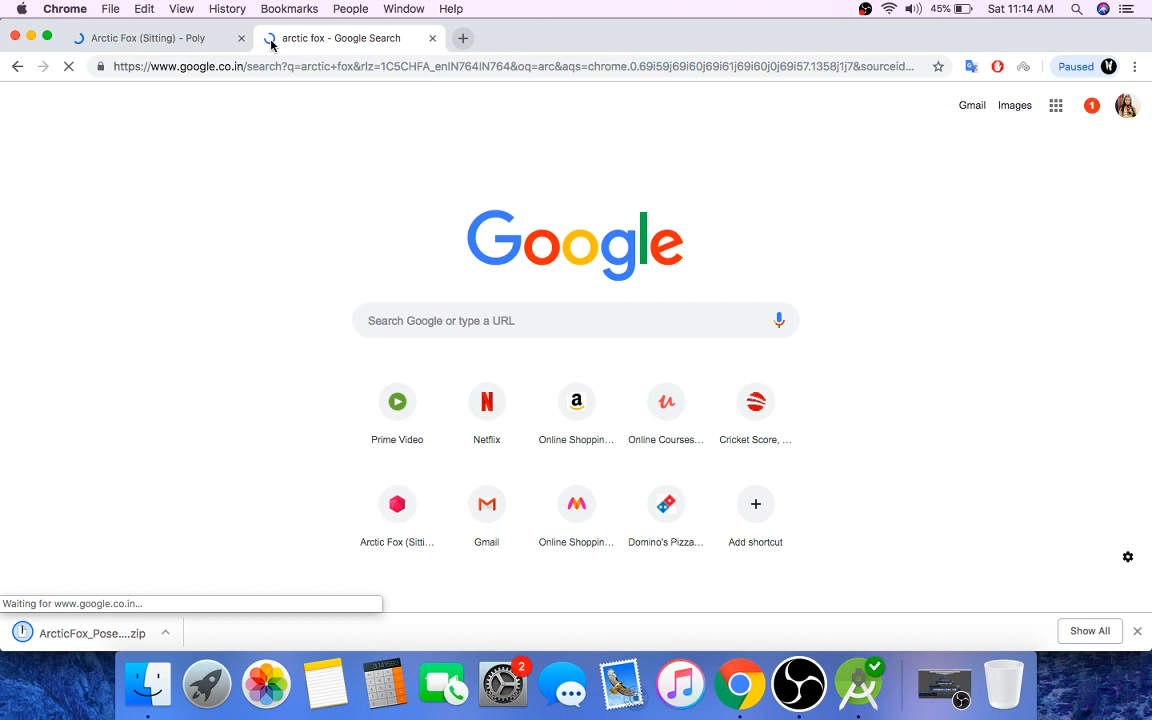 Chrome File Edit View History Bookmarks People Window Help 45% Sat 11:14 AM
Arctic Fox (Sitting) - Poly
arctic fox - Google Search
https://www.google.co.in/search?q=arctic+fox&rlz=1C5CHFA_enIN764IN764&oq=arc&aqs=chrome.0.69i59j69i60j69i61j69i60j0j69i57.1358j1j7&sourceid...
Paused
Gmail Images 1
Google
Search Google or type a URL
Prime Video
Netflix
Online Shoppin...
Online Courses...
Cricket Score, ...
Arctic Fox (Sitti...
Gmail
Online Shoppin...
Domino's Pizza...
Add shortcut
Waiting for www.google.co.in...
ArcticFox_Pose....zip
Show All
2